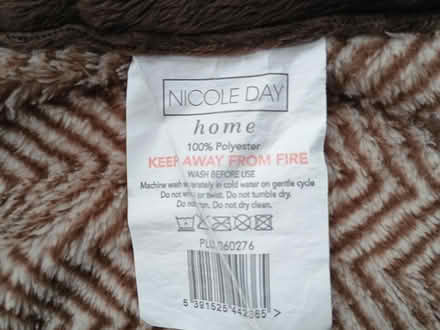 NICOLE DAY
home
100% Polyester
KEEP AWAY FROM FIRE
WASH BEFORE USE
Machine wash separately in cold water on gentle cycle
Do not wring or twist. Do not tumble dry.
Do not iron. Do not dry clean.
PLU
5 391525